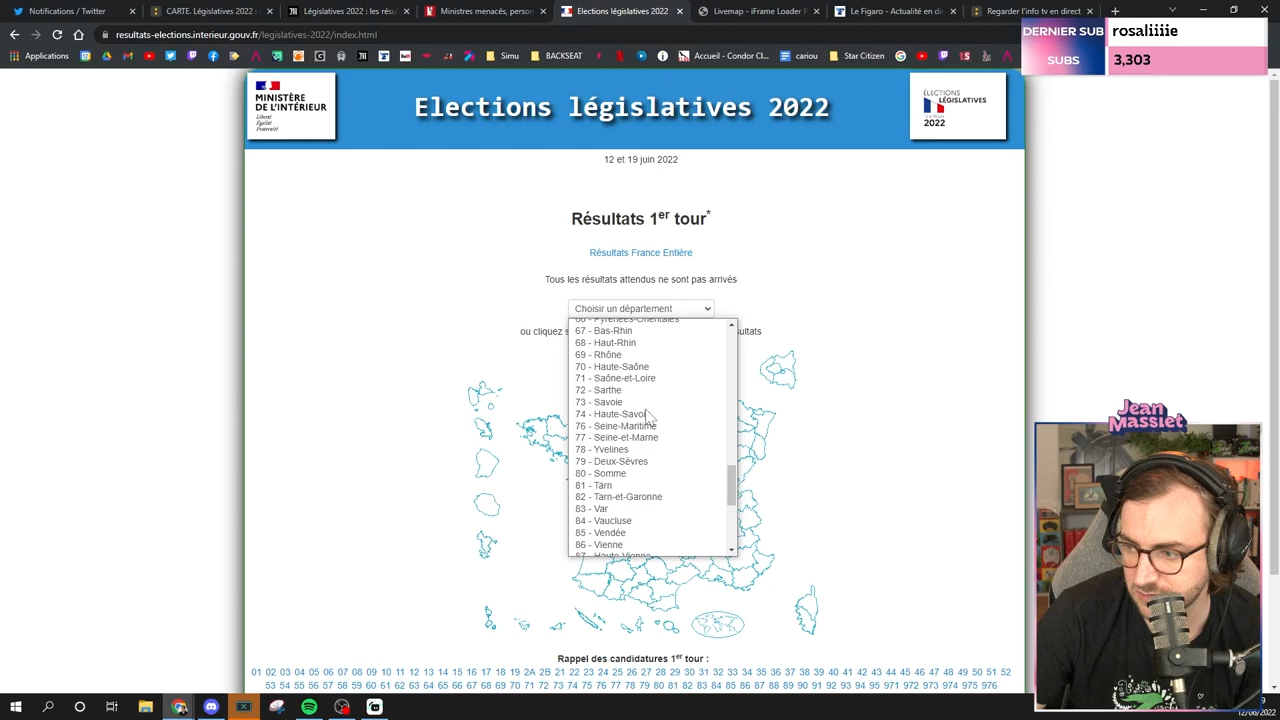 CARTE. Législatives 2022 :
Législatives 2022 : les résu
Ministres menacés, person
Elections législatives 2022
Livemap - iFrame Loader F
Le Figaro - Actualité en dir
Regarder
resultats-elections.interieur.gouv.fr/legislatives-2022/index.html
Applications
Simu
BACKSEAT
Accueil - Condor Cl...
cariou
Star Citizen
DERNIER SUB
rosaliiiie
SUBS
3,303
MINISTÈRE
DE L'INTÉRIEUR
Liberté
Égalité
Fraternité
Elections législatives 2022
ÉLECTIONS
LÉGISLATIVES
2022
12 et 19 juin 2022
Résultats 1er tour*
Résultats France Entière
Tous les résultats attendus ne sont pas arrivés
Choisir un département
ou cliquez
66 - Pyrénées-Orientales
67 - Bas-Rhin
68 - Haut-Rhin
69 - Rhône
70 - Haute-Saône
71 - Saône-et-Loire
72 - Sarthe
73 - Savoie
74 - Haute-Savoi
76 - Seine-Maritime
77 - Seine-et-Marne
78 - Yvelines
79 - Deux-Sèvres
80 - Somme
81 - Tarn
82 - Tarn-et-Garonne
83 - Var
84 - Vaucluse
85 - Vendée
86 - Vienne
87 - Haute-Vienne
Jean
Massiet
Rappel des candidatures 1er tour :
01 02 03 04 05 06 07 08 09 10 11 12 13 14 15 16 17 18 19 2A 2B 21 22 23 24 25 26 27 28 29 30 31 32 33 34 35 36 37 38 39 40 41 42 43 44 45 46 47 48 49 50 51 52
53 54 55 56 57 58 59 60 61 62 63 64 65 66 67 68 69 70 71 72 73 74 75 76 77 78 79 80 81 82 83 84 85 86 87 88 89 90 91 92 93 94 95 971 972 973 974 975 976
12/06/2022
Notifications / Twitter